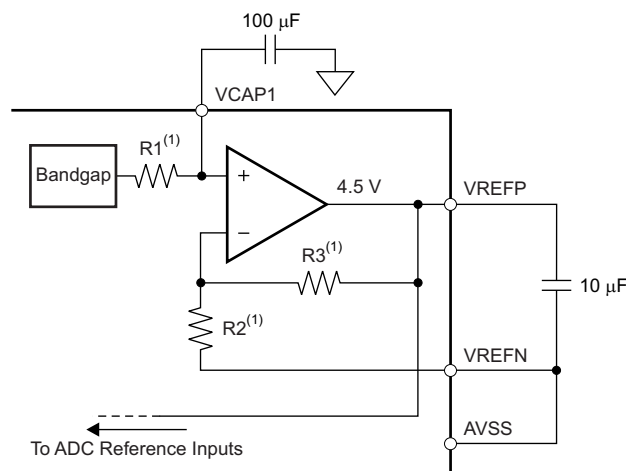 100 μF
VCAP1
R1(1)
Bandgap
+
4.5 V
VREFP
−
R3(1)
10 μF
R2(1)
VREFN
AVSS
To ADC Reference Inputs